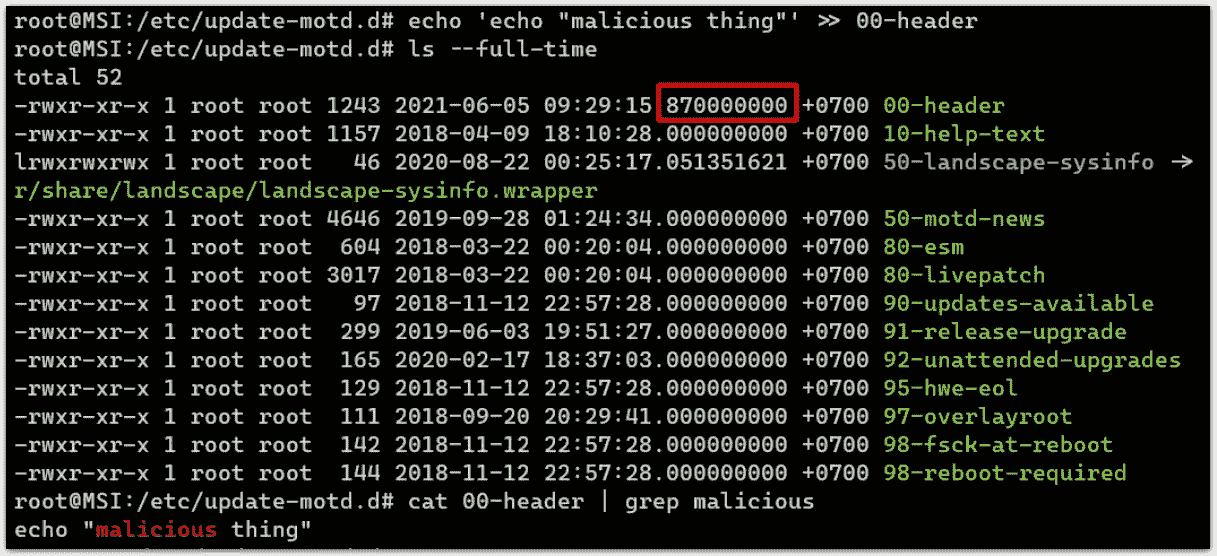 root@MSI:/etc/update-motd.d# echo 'echo "malicious thing"' >> 00-header
root@MSI:/etc/update-motd.d# ls --full-time
total 52
-rwxr-xr-x 1 root root 1243 2021-06-05 09:29:15 870000000 +0700 00-header
-rwxr-xr-x 1 root root 1157 2018-04-09 18:10:28.000000000 +0700 10-help-text
lrwxrwxrwx 1 root root   46 2020-08-22 00:25:17.051351621 +0700 50-landscape-sysinfo ->
r/share/landscape/landscape-sysinfo.wrapper
-rwxr-xr-x 1 root root 4646 2019-09-28 01:24:34.000000000 +0700 50-motd-news
-rwxr-xr-x 1 root root  604 2018-03-22 00:20:04.000000000 +0700 80-esm
-rwxr-xr-x 1 root root 3017 2018-03-22 00:20:04.000000000 +0700 80-livepatch
-rwxr-xr-x 1 root root   97 2018-11-12 22:57:28.000000000 +0700 90-updates-available
-rwxr-xr-x 1 root root  299 2019-06-03 19:51:27.000000000 +0700 91-release-upgrade
-rwxr-xr-x 1 root root  165 2020-02-17 18:37:03.000000000 +0700 92-unattended-upgrades
-rwxr-xr-x 1 root root  129 2018-11-12 22:57:28.000000000 +0700 95-hwe-eol
-rwxr-xr-x 1 root root  111 2018-09-20 20:29:41.000000000 +0700 97-overlayroot
-rwxr-xr-x 1 root root  142 2018-11-12 22:57:28.000000000 +0700 98-fsck-at-reboot
-rwxr-xr-x 1 root root  144 2018-11-12 22:57:28.000000000 +0700 98-reboot-required
root@MSI:/etc/update-motd.d# cat 00-header | grep malicious
echo "malicious thing"